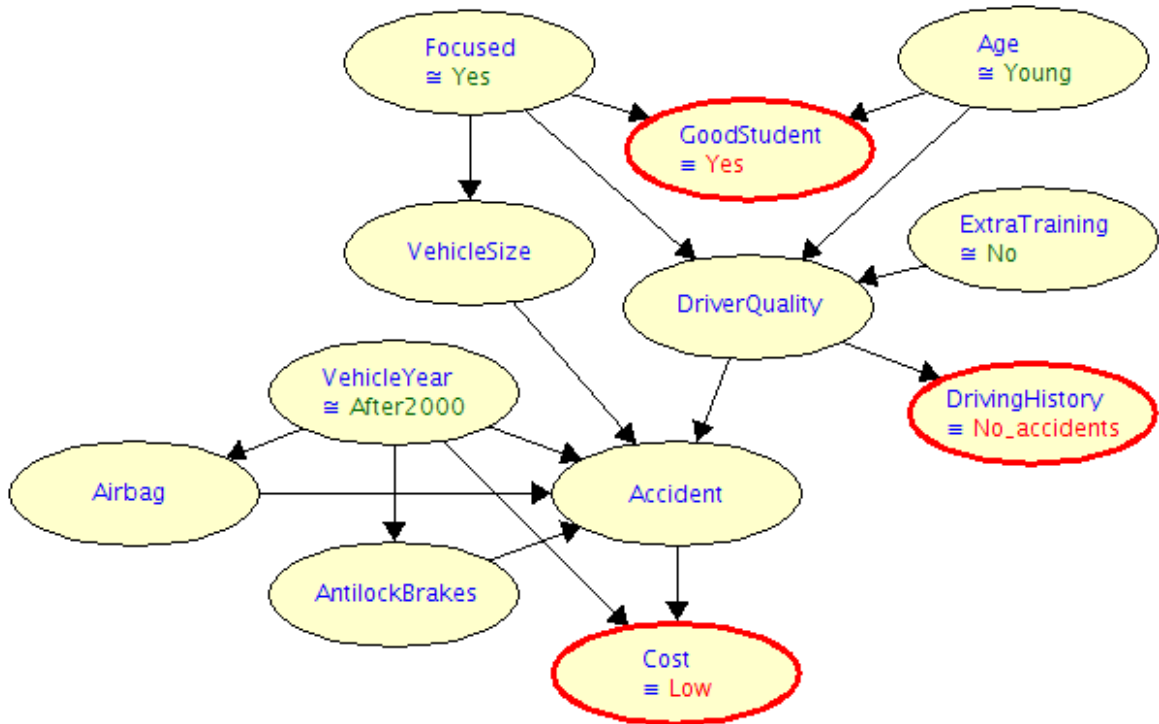 Focused
≅ Yes
Age
≅ Young
GoodStudent
≡ Yes
ExtraTraining
≅ No
VehicleSize
DriverQuality
VehicleYear
≅ After2000
DrivingHistory
≡ No_accidents
Airbag
Accident
AntilockBrakes
Cost
≡ Low